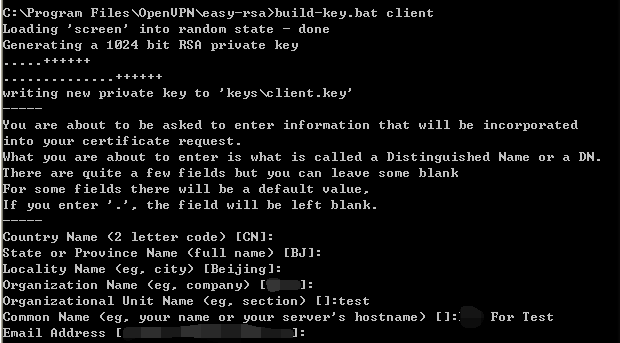 C:\Program Files\OpenVPN\easy-rsa>build-key.bat client
Loading 'screen' into random state - done
Generating a 1024 bit RSA private key
.....++++++
..............++++++
writing new private key to 'keys\client.key'
-----
You are about to be asked to enter information that will be incorporated
into your certificate request.
What you are about to enter is what is called a Distinguished Name or a DN.
There are quite a few fields but you can leave some blank
For some fields there will be a default value,
If you enter '.', the field will be left blank.
-----
Country Name (2 letter code) [CN]:
State or Province Name (full name) [BJ]:
Locality Name (eg, city) [Beijing]:
Organization Name (eg, company) []:
Organizational Unit Name (eg, section) []:test
Common Name (eg, your name or your server's hostname) []: For Test
Email Address []: